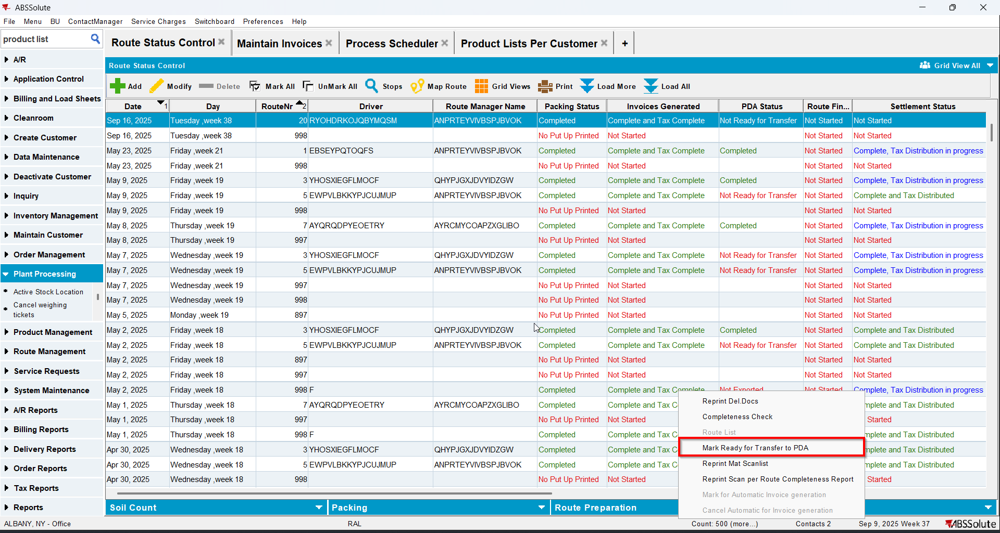 ABSSolute
File Menu BU ContactManager Service Charges Switchboard Preferences Help
product list
Route Status Control Maintain Invoices Process Scheduler Product Lists Per Customer +
Route Status Control Grid View All
Add Modify Delete Mark All UnMark All Stops Map Route Grid Views Print Load More Load All
A/R
Application Control
Billing and Load Sheets
Cleanroom
Create Customer
Data Maintenance
Deactivate Customer
Inquiry
Inventory Management
Maintain Customer
Order Management
Plant Processing
Active Stock Location
Cancel weighing
tickets
Product Management
Route Management
Service Requests
System Maintenance
A/R Reports
Billing Reports
Delivery Reports
Order Reports
Tax Reports
Reports
Date 1 Day RouteNr 2 Driver Route Manager Name Packing Status Invoices Generated PDA Status Route Fin... Settlement Status
Sep 16, 2025 Tuesday ,week 38 20 RYOHDRKOJQBYMQSM ANPRTEYVIVBSPJBVOK Completed Complete and Tax Complete Not Ready for Transfer Not Started Not Started
Sep 16, 2025 Tuesday ,week 38 998 No Put Up Printed Not Started Not Started Not Started
May 23, 2025 Friday ,week 21 1 EBSEYPQTOQFS ANPRTEYVIVBSPJBVOK Completed Complete and Tax Complete Completed Not Started Complete, Tax Distribution in progress
May 23, 2025 Friday ,week 21 998 No Put Up Printed Not Started Not Started Not Started
May 9, 2025 Friday ,week 19 3 YHOSXIEGFLMOCF QHYPJGXJDVYIDZGW Completed Complete and Tax Complete Completed Not Started Complete, Tax Distribution in progress
May 9, 2025 Friday ,week 19 5 EWPVLBKKYPJCUJMUP ANPRTEYVIVBSPJBVOK Completed Complete and Tax Complete Not Ready for Transfer Not Started Complete and Tax Distributed
May 9, 2025 Friday ,week 19 998 No Put Up Printed Not Started Not Started Not Started
May 8, 2025 Thursday ,week 19 7 AYQRQDPYEOETRY AYRCMYCOAPZXGLIBO Completed Complete and Tax Complete Completed Not Started Complete, Tax Distribution in progress
May 8, 2025 Thursday ,week 19 997 No Put Up Printed Not Started Not Started Not Started
May 7, 2025 Wednesday ,week 19 3 YHOSXIEGFLMOCF QHYPJGXJDVYIDZGW Completed Complete and Tax Complete Not Ready for Transfer Not Started Complete, Tax Distribution in progress
May 7, 2025 Wednesday ,week 19 5 EWPVLBKKYPJCUJMUP ANPRTEYVIVBSPJBVOK Completed Complete and Tax Complete Not Ready for Transfer Not Started Complete, Tax Distribution in progress
May 7, 2025 Wednesday ,week 19 997 No Put Up Printed Not Started Not Started Not Started
May 7, 2025 Wednesday ,week 19 998 No Put Up Printed Not Started Not Started Not Started
May 5, 2025 Monday ,week 19 897 No Put Up Printed Not Started Not Started Not Started
May 2, 2025 Friday ,week 18 3 YHOSXIEGFLMOCF QHYPJGXJDVYIDZGW Completed Complete and Tax Complete Completed Not Started Complete and Tax Distributed
May 2, 2025 Friday ,week 18 5 EWPVLBKKYPJCUJMUP ANPRTEYVIVBSPJBVOK Completed Complete and Tax Complete Not Ready for Transfer Not Started Complete and Tax Distributed
May 2, 2025 Friday ,week 18 897 No Put Up Printed Not Started Not Started Not Started
May 2, 2025 Friday ,week 18 997 No Put Up Printed Not Started Not Started Not Started
May 2, 2025 Friday ,week 18 998 F Completed Complete and Tax Complete Not Exported Not Started Complete, Tax Distribution in progress
May 1, 2025 Thursday ,week 18 7 AYQRQDPYEOETRY AYRCMYCOAPZXGLIBO Completed Complete and Tax C mplete and Tax Distributed
May 1, 2025 Thursday ,week 18 997 No Put Up Printed Not Started Started
May 1, 2025 Thursday ,week 18 998 F Completed Complete and Tax C mplete and Tax Distributed
Apr 30, 2025 Wednesday ,week 18 3 YHOSXIEGFLMOCF QHYPJGXJDVYIDZGW Completed Complete and Tax C mplete and Tax Distributed
Apr 30, 2025 Wednesday ,week 18 5 EWPVLBKKYPJCUJMUP ANPRTEYVIVBSPJBVOK Completed Complete and Tax C mplete and Tax Distributed
Apr 30, 2025 Wednesday ,week 18 998 No Put Up Printed Not Started Started
Reprint Del.Docs
Completeness Check
Route List
Mark Ready for Transfer to PDA
Reprint Mat Scanlist
Reprint Scan per Route Completeness Report
Mark for Automatic Invoice generation
Cancel Automatic for Invoice generation
Soil Count Packing Route Preparation
ALBANY, NY - Office RAL Count: 500 (more...) Contacts 2 Sep 9, 2025 Week 37 ABSSolute